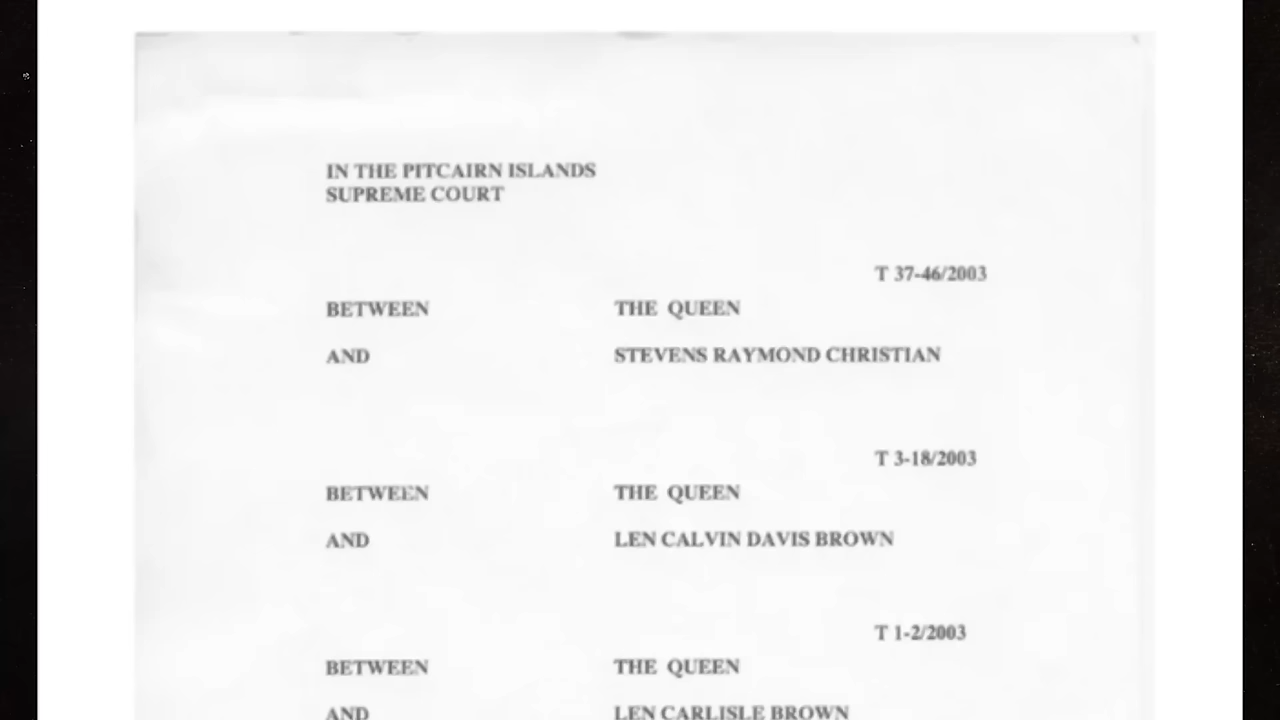 IN THE PITCAIRN ISLANDS
SUPREME COURT
T 37-46/2003
BETWEEN THE QUEEN
AND STEVENS RAYMOND CHRISTIAN
T 3-18/2003
BETWEEN THE QUEEN
AND LEN CALVIN DAVIS BROWN
T 1-2/2003
BETWEEN THE QUEEN
AND LEN CARLISLE BROWN